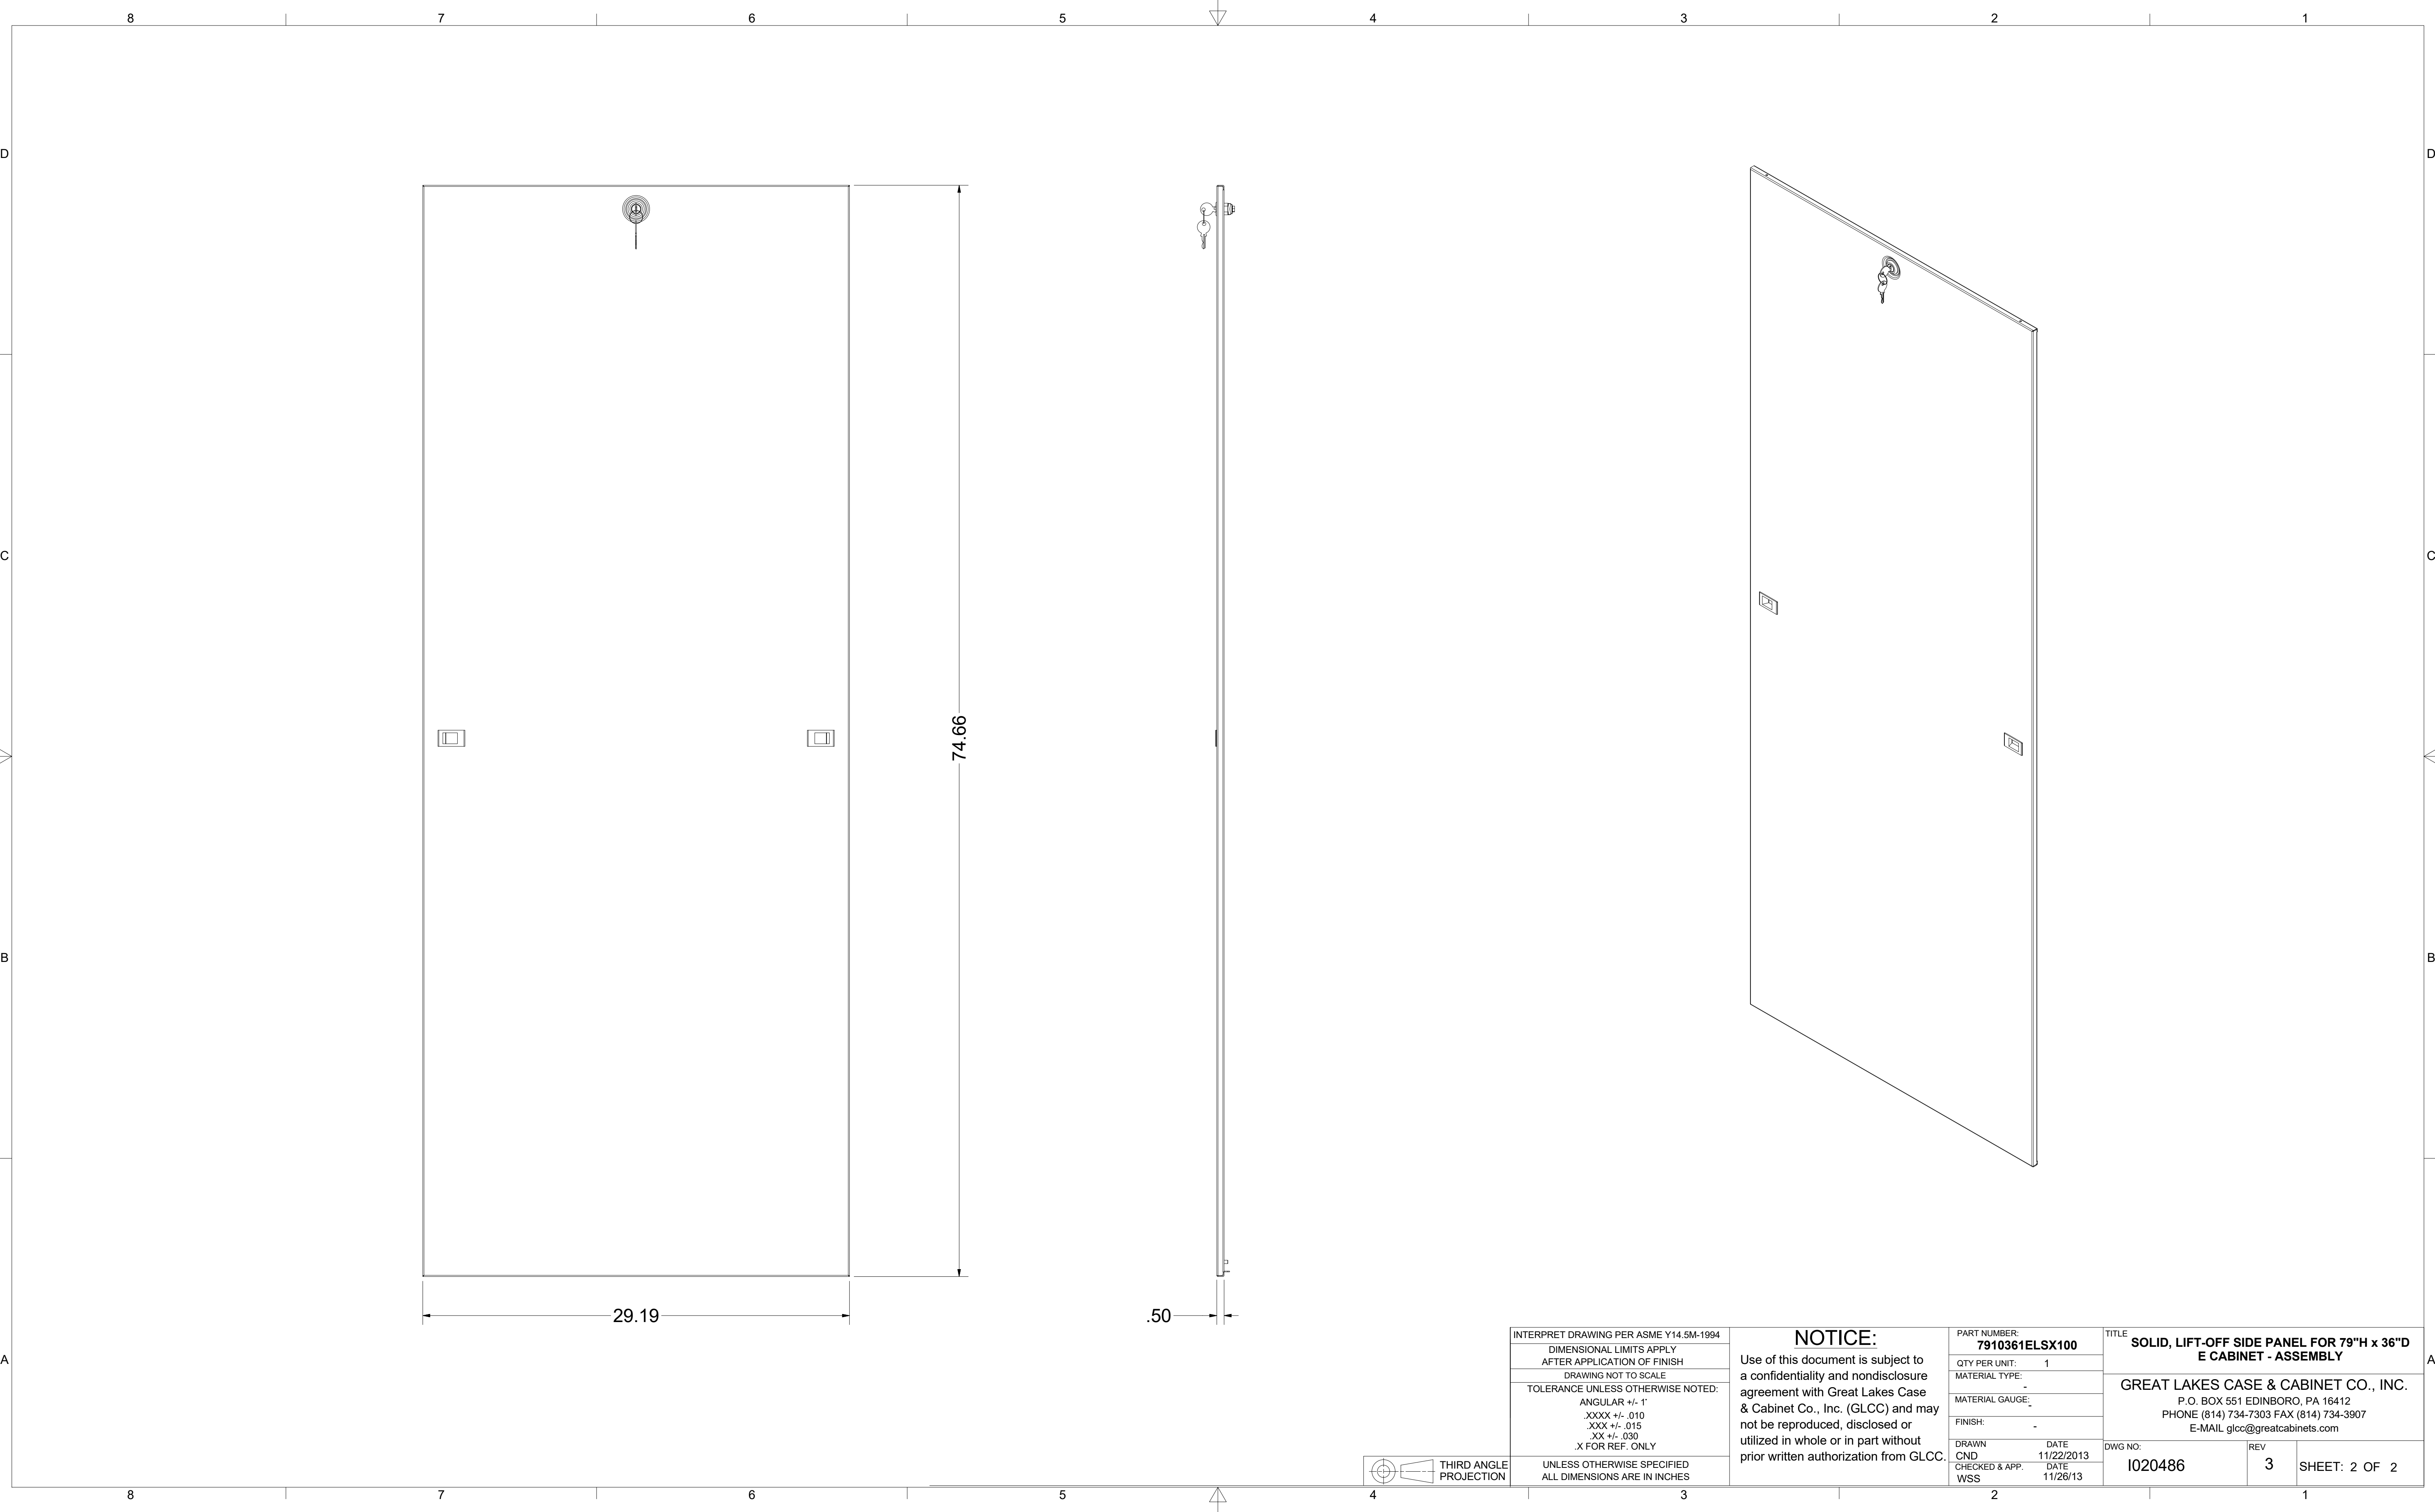 8 7 6 5 4 3 2 1
D D
C C
B B
A A
74.66
29.19
.50
INTERPRET DRAWING PER ASME Y14.5M-1994
DIMENSIONAL LIMITS APPLY
AFTER APPLICATION OF FINISH
DRAWING NOT TO SCALE
TOLERANCE UNLESS OTHERWISE NOTED:
ANGULAR +/- 1°
.XXXX +/- .010
.XXX +/- .015
.XX +/- .030
.X FOR REF. ONLY
UNLESS OTHERWISE SPECIFIED
ALL DIMENSIONS ARE IN INCHES
THIRD ANGLE
PROJECTION
NOTICE:
Use of this document is subject to
a confidentiality and nondisclosure
agreement with Great Lakes Case
& Cabinet Co., Inc. (GLCC) and may
not be reproduced, disclosed or
utilized in whole or in part without
prior written authorization from GLCC.
PART NUMBER:
7910361ELSX100
QTY PER UNIT: 1
MATERIAL TYPE:
-
MATERIAL GAUGE:
-
FINISH:
-
DRAWN DATE
CND 11/22/2013
CHECKED & APP. DATE
WSS 11/26/13
TITLE
SOLID, LIFT-OFF SIDE PANEL FOR 79"H x 36"D
E CABINET - ASSEMBLY
GREAT LAKES CASE & CABINET CO., INC.
P.O. BOX 551 EDINBORO, PA 16412
PHONE (814) 734-7303 FAX (814) 734-3907
E-MAIL glcc@greatcabinets.com
DWG NO:
I020486
REV
3
SHEET: 2 OF 2
8 7 6 5 4 3 2 1